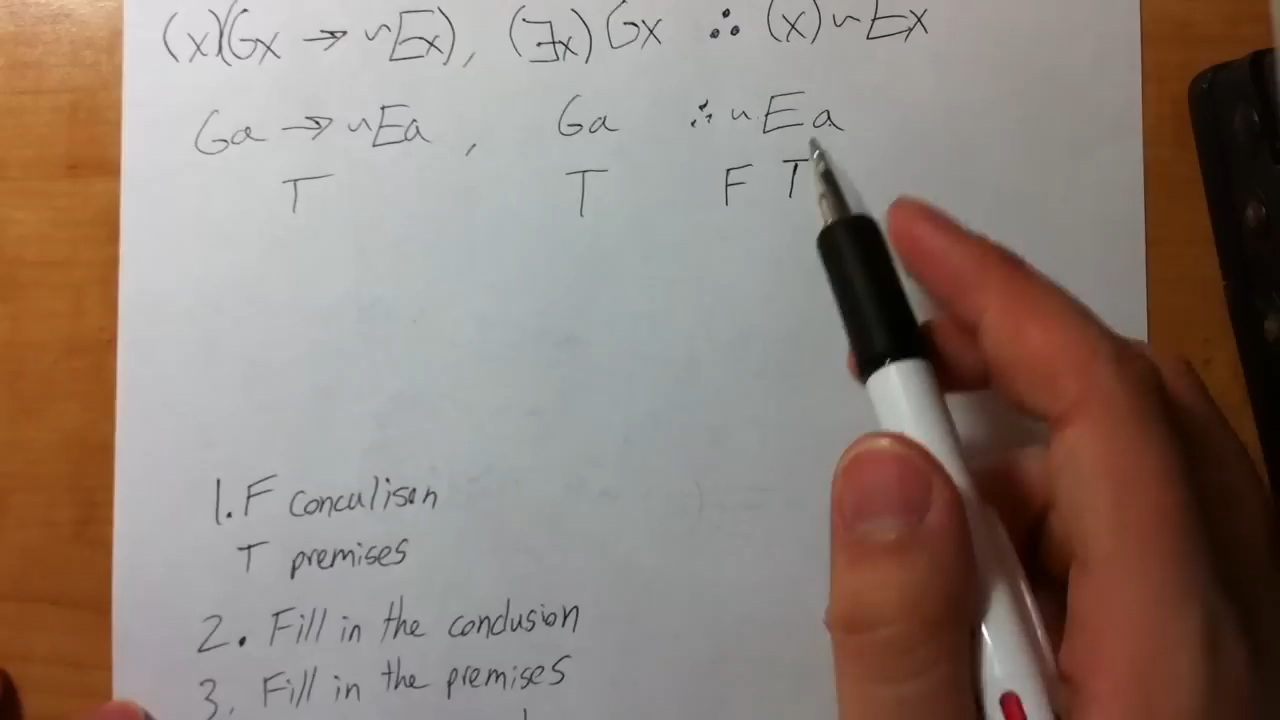 (x)(Gx → ~Ex), (∃x) Gx ∴ (x) ~Ex
Ga → ~Ea, Ga ∴ ~Ea
T T F T
1. F conculison
T premises
2. Fill in the conclusion
3. Fill in the premises